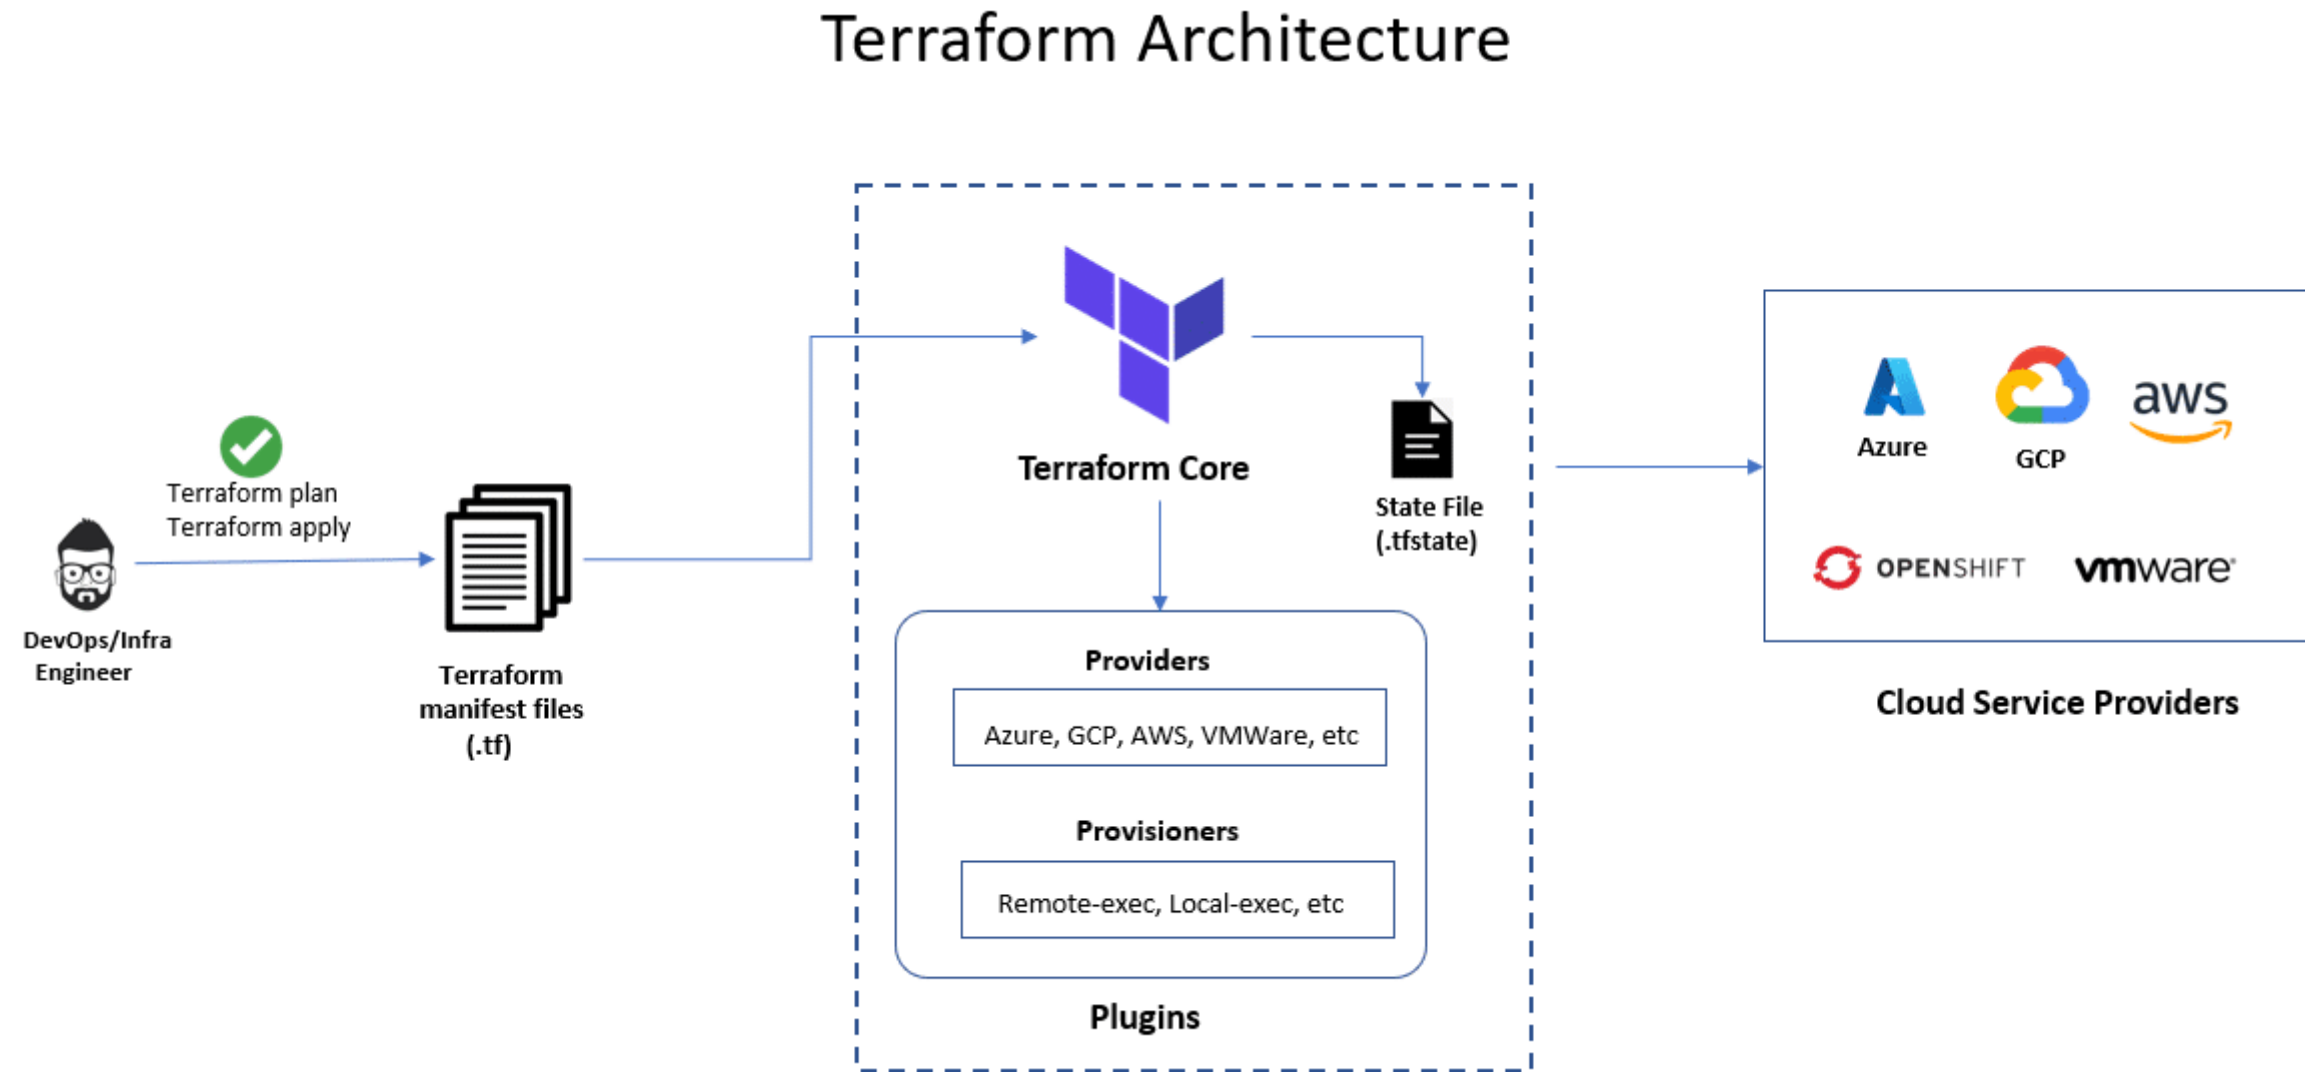 Terraform Architecture
Terraform plan
Terraform apply
DevOps/Infra
Engineer
Terraform
manifest files
(.tf)
Terraform Core
State File
(.tfstate)
Providers
Azure, GCP, AWS, VMWare, etc
Provisioners
Remote-exec, Local-exec, etc
Plugins
Azure
GCP
aws
OPENSHIFT
vmware®
Cloud Service Providers